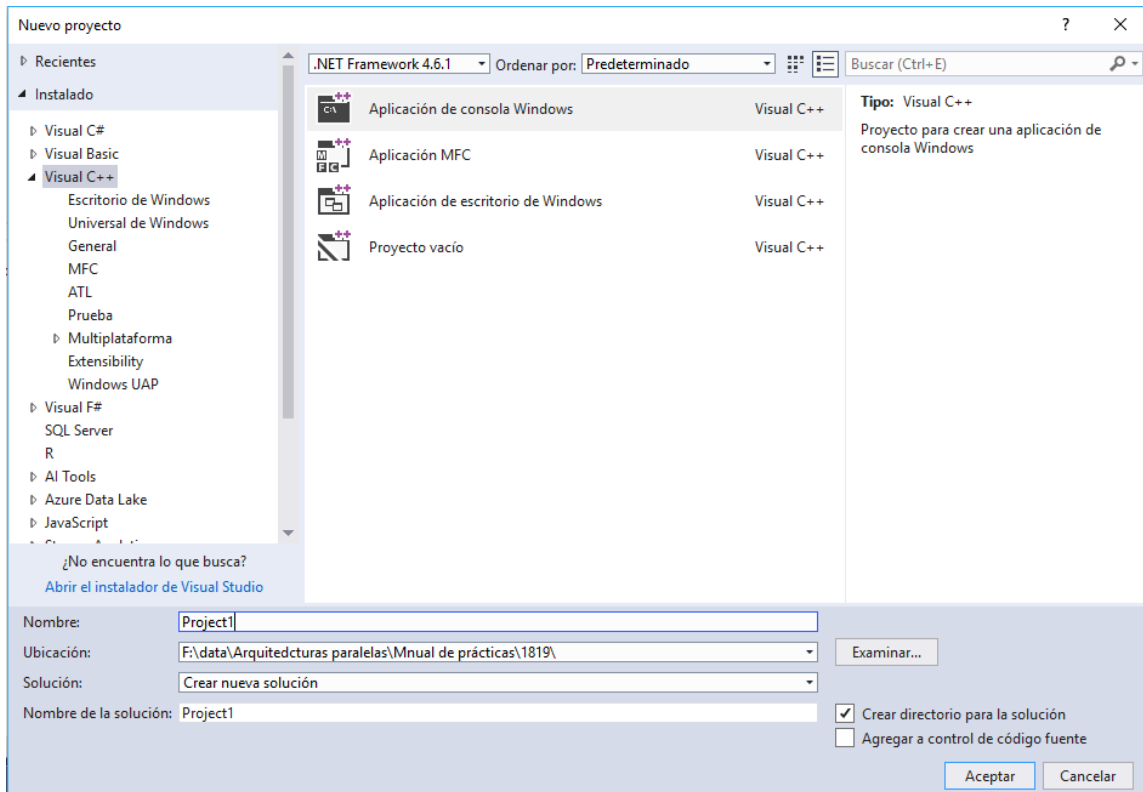 Nuevo proyecto
? ×
Recientes
Instalado
Visual C#
Visual Basic
Visual C++
Escritorio de Windows
Universal de Windows
General
MFC
ATL
Prueba
Multiplataforma
Extensibility
Windows UAP
Visual F#
SQL Server
R
AI Tools
Azure Data Lake
JavaScript
¿No encuentra lo que busca?
Abrir el instalador de Visual Studio
.NET Framework 4.6.1 Ordenar por: Predeterminado
Aplicación de consola Windows Visual C++
Aplicación MFC Visual C++
Aplicación de escritorio de Windows Visual C++
Proyecto vacío Visual C++
Buscar (Ctrl+E)
Tipo: Visual C++
Proyecto para crear una aplicación de
consola Windows
Nombre: Project1
Ubicación: F:\data\Arquitedcturas paralelas\Mnual de prácticas\1819\ Examinar...
Solución: Crear nueva solución
Nombre de la solución: Project1
Crear directorio para la solución
Agregar a control de código fuente
Aceptar Cancelar